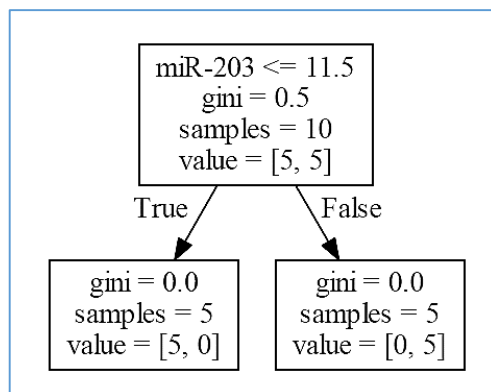 miR-203 <= 11.5
gini = 0.5
samples = 10
value = [5, 5]
True
False
gini = 0.0
samples = 5
value = [5, 0]
gini = 0.0
samples = 5
value = [0, 5]